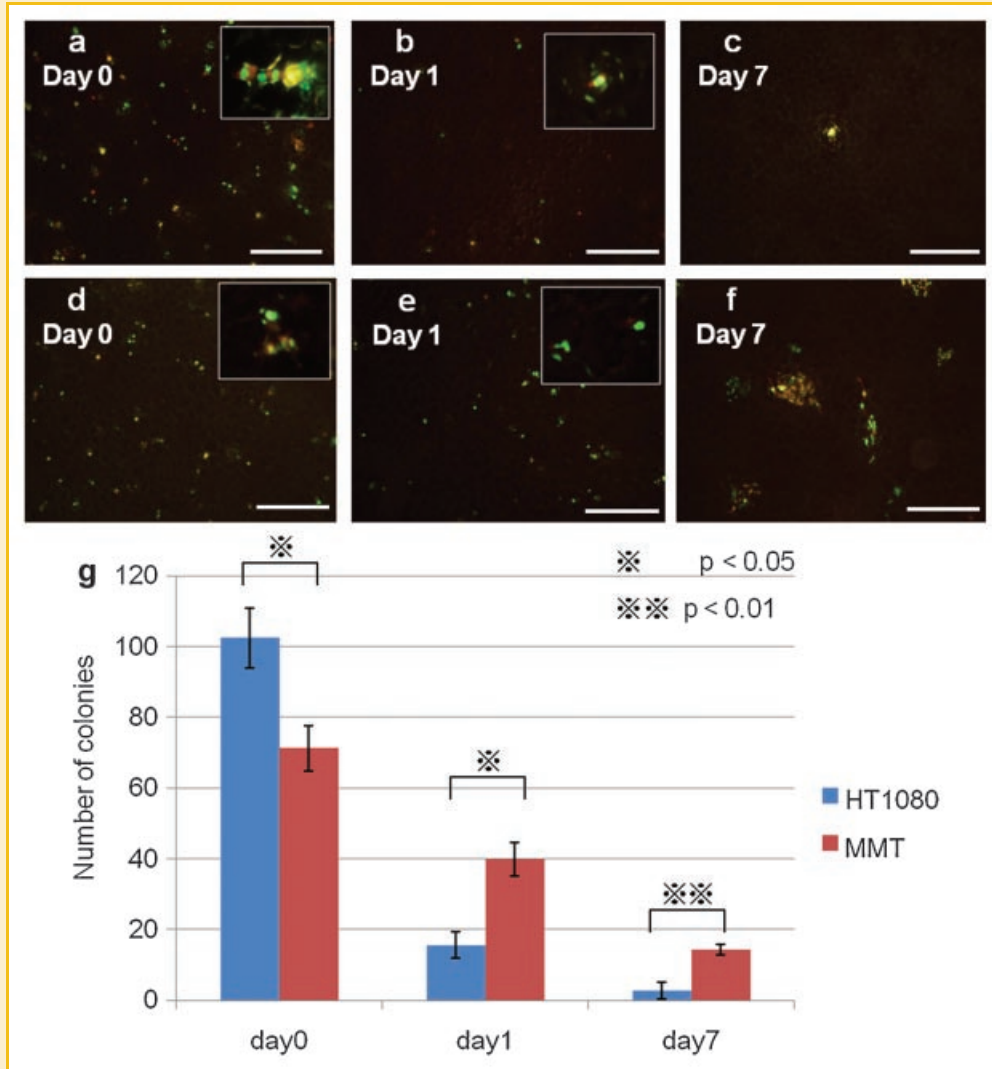 a
Day 0
b
Day 1
c
Day 7
d
Day 0
e
Day 1
f
Day 7
g
※
※ p < 0.05
※※ p < 0.01
※
※※
Number of colonies
120
100
80
60
40
20
0
day0
day1
day7
HT1080
MMT